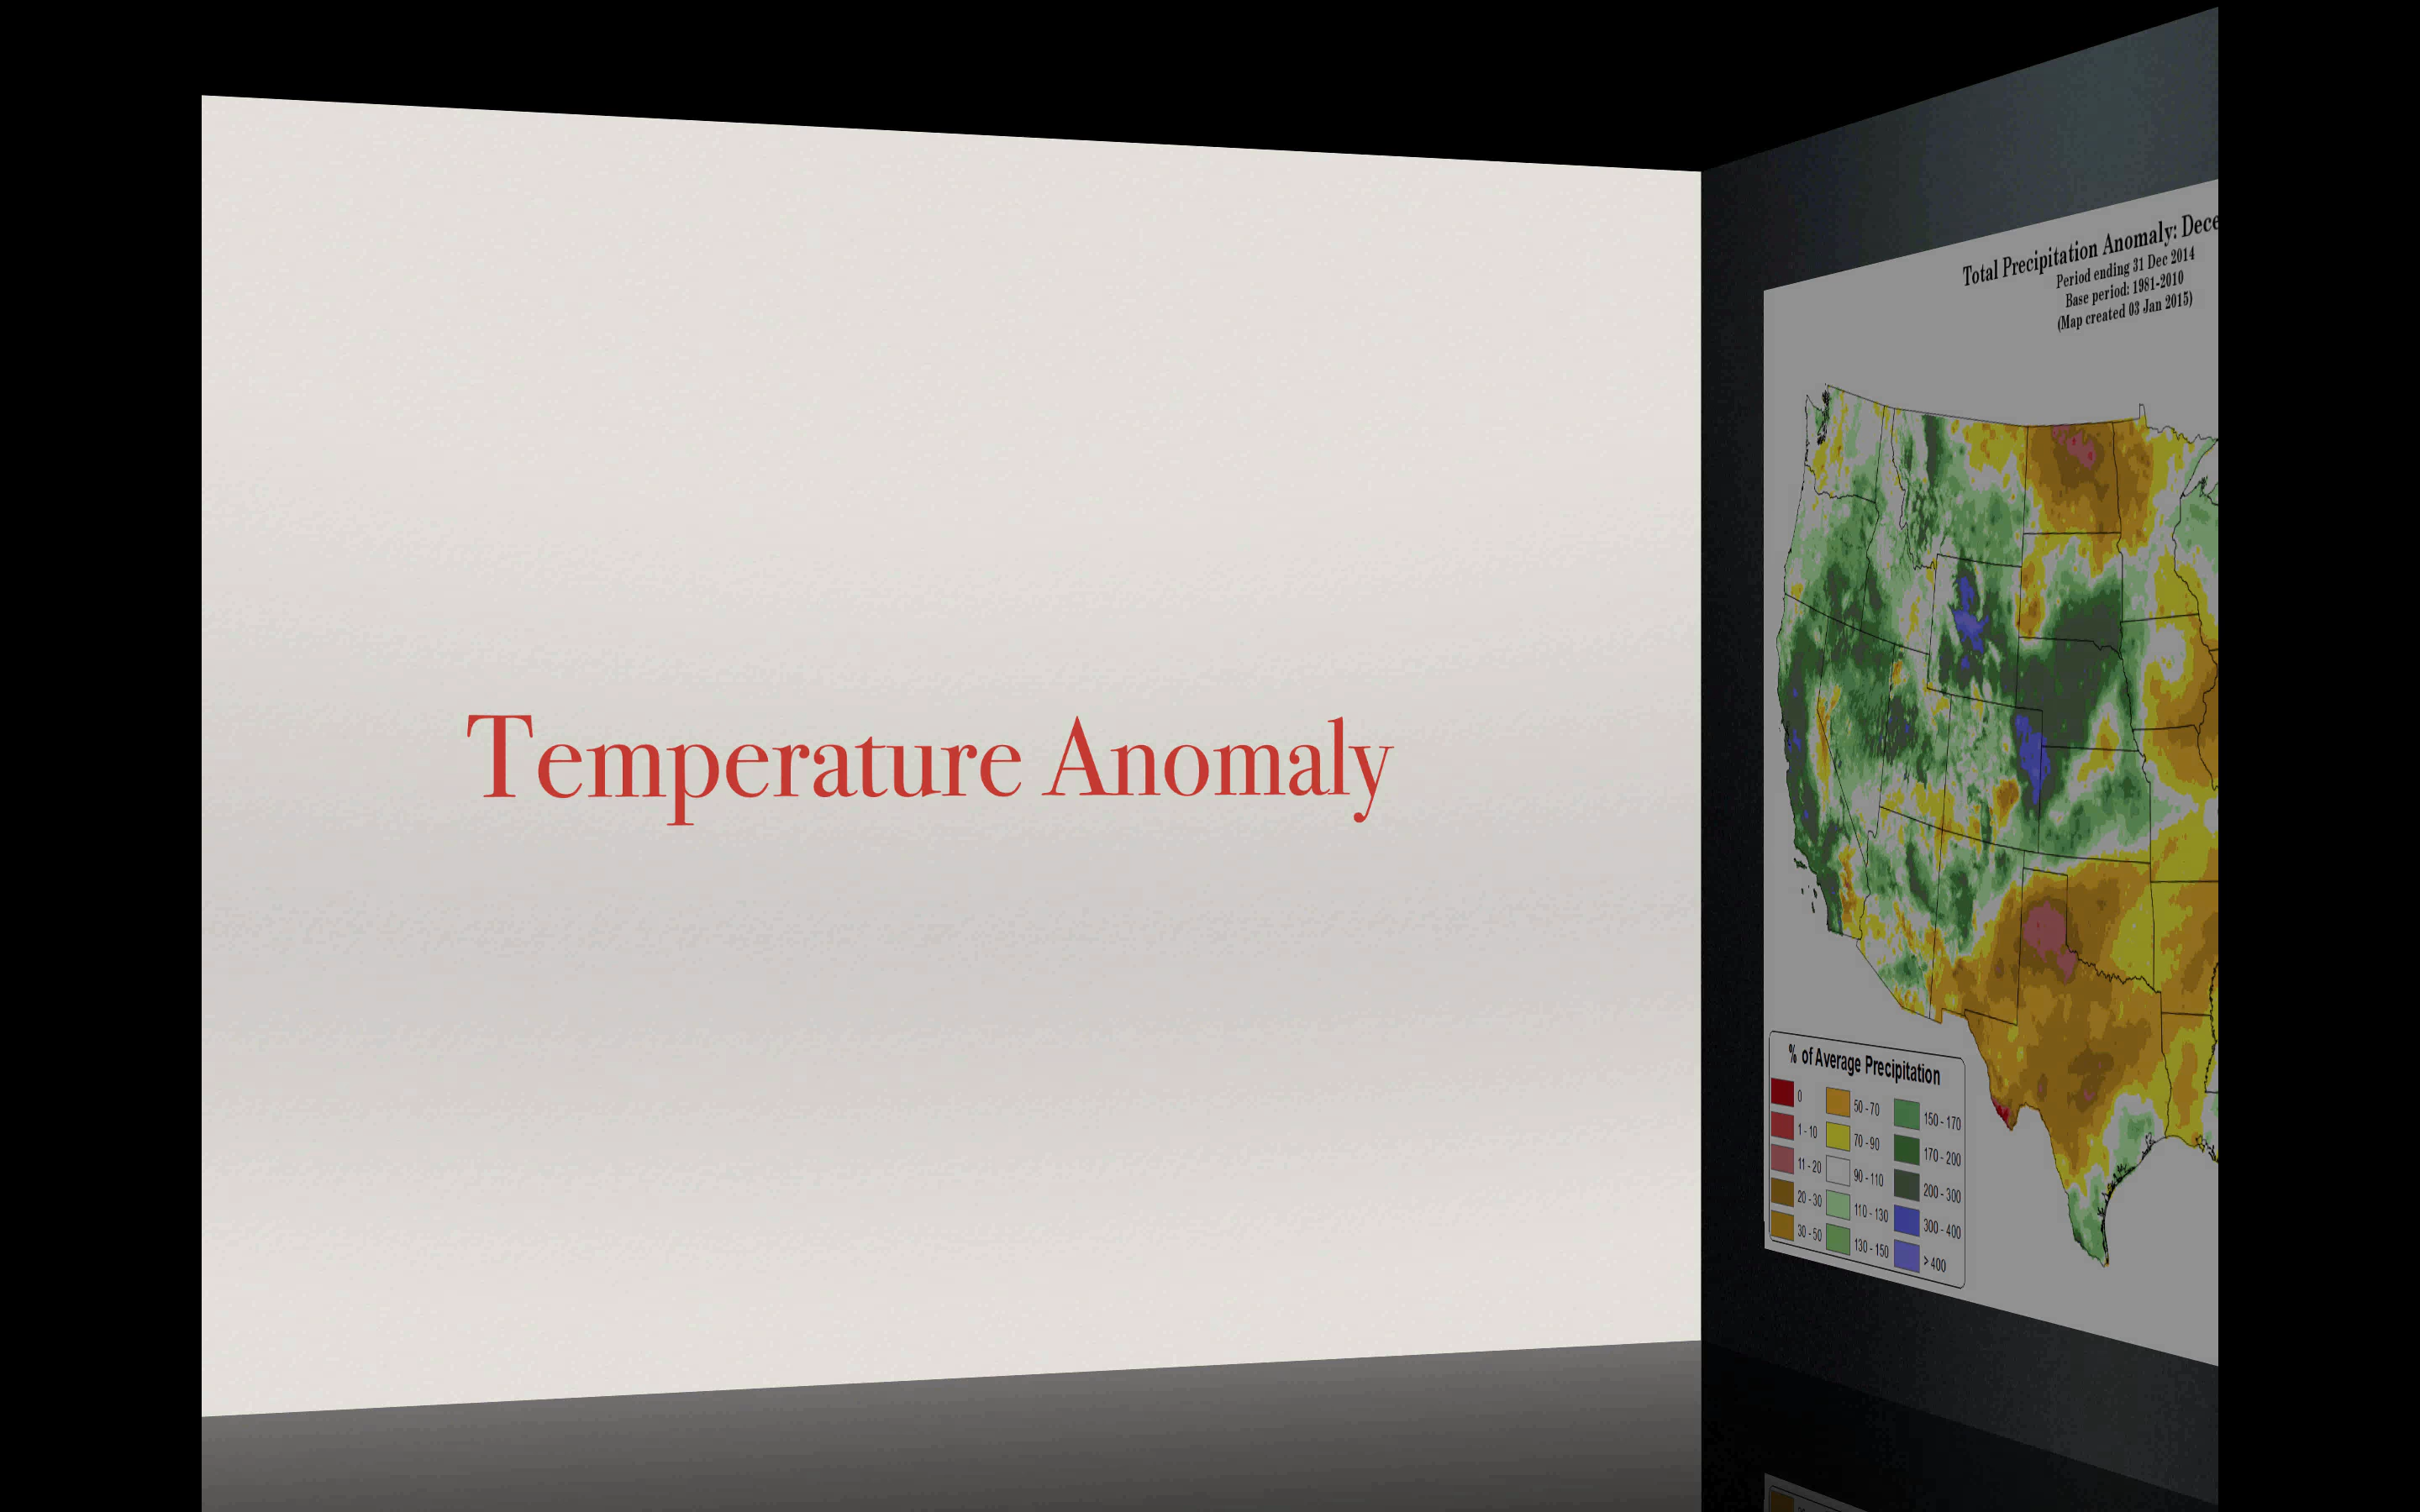 Temperature Anomaly
Total Precipitation Anomaly: Dece
Period ending 31 Dec 2014
Base period: 1981-2010
(Map created 03 Jan 2015)
% of Average Precipitation
0
1 - 10
11 - 20
20 - 30
30 - 50
50 - 70
70 - 90
90 - 110
110 - 130
130 - 150
150 - 170
170 - 200
200 - 300
300 - 400
> 400